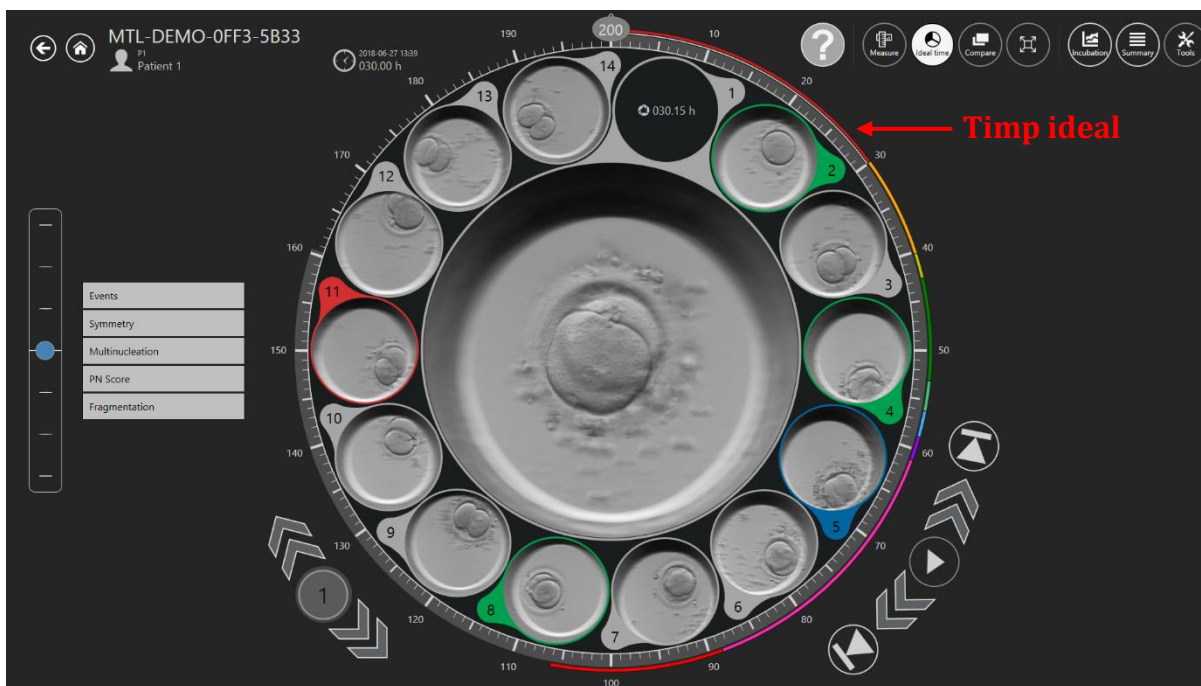 MTL-DEMO-0FF3-5B33
P1
Patient 1
2018-06-27 13:39
030.00 h
?
Measure
Ideal time
Compare
Incubation
Summary
Tools
Timp ideal
200
10
20
30
40
50
60
70
80
90
100
110
120
130
140
150
160
170
180
190
030.15 h
1
2
3
4
5
6
7
8
9
10
11
12
13
14
Events
Symmetry
Multinucleation
PN Score
Fragmentation
1